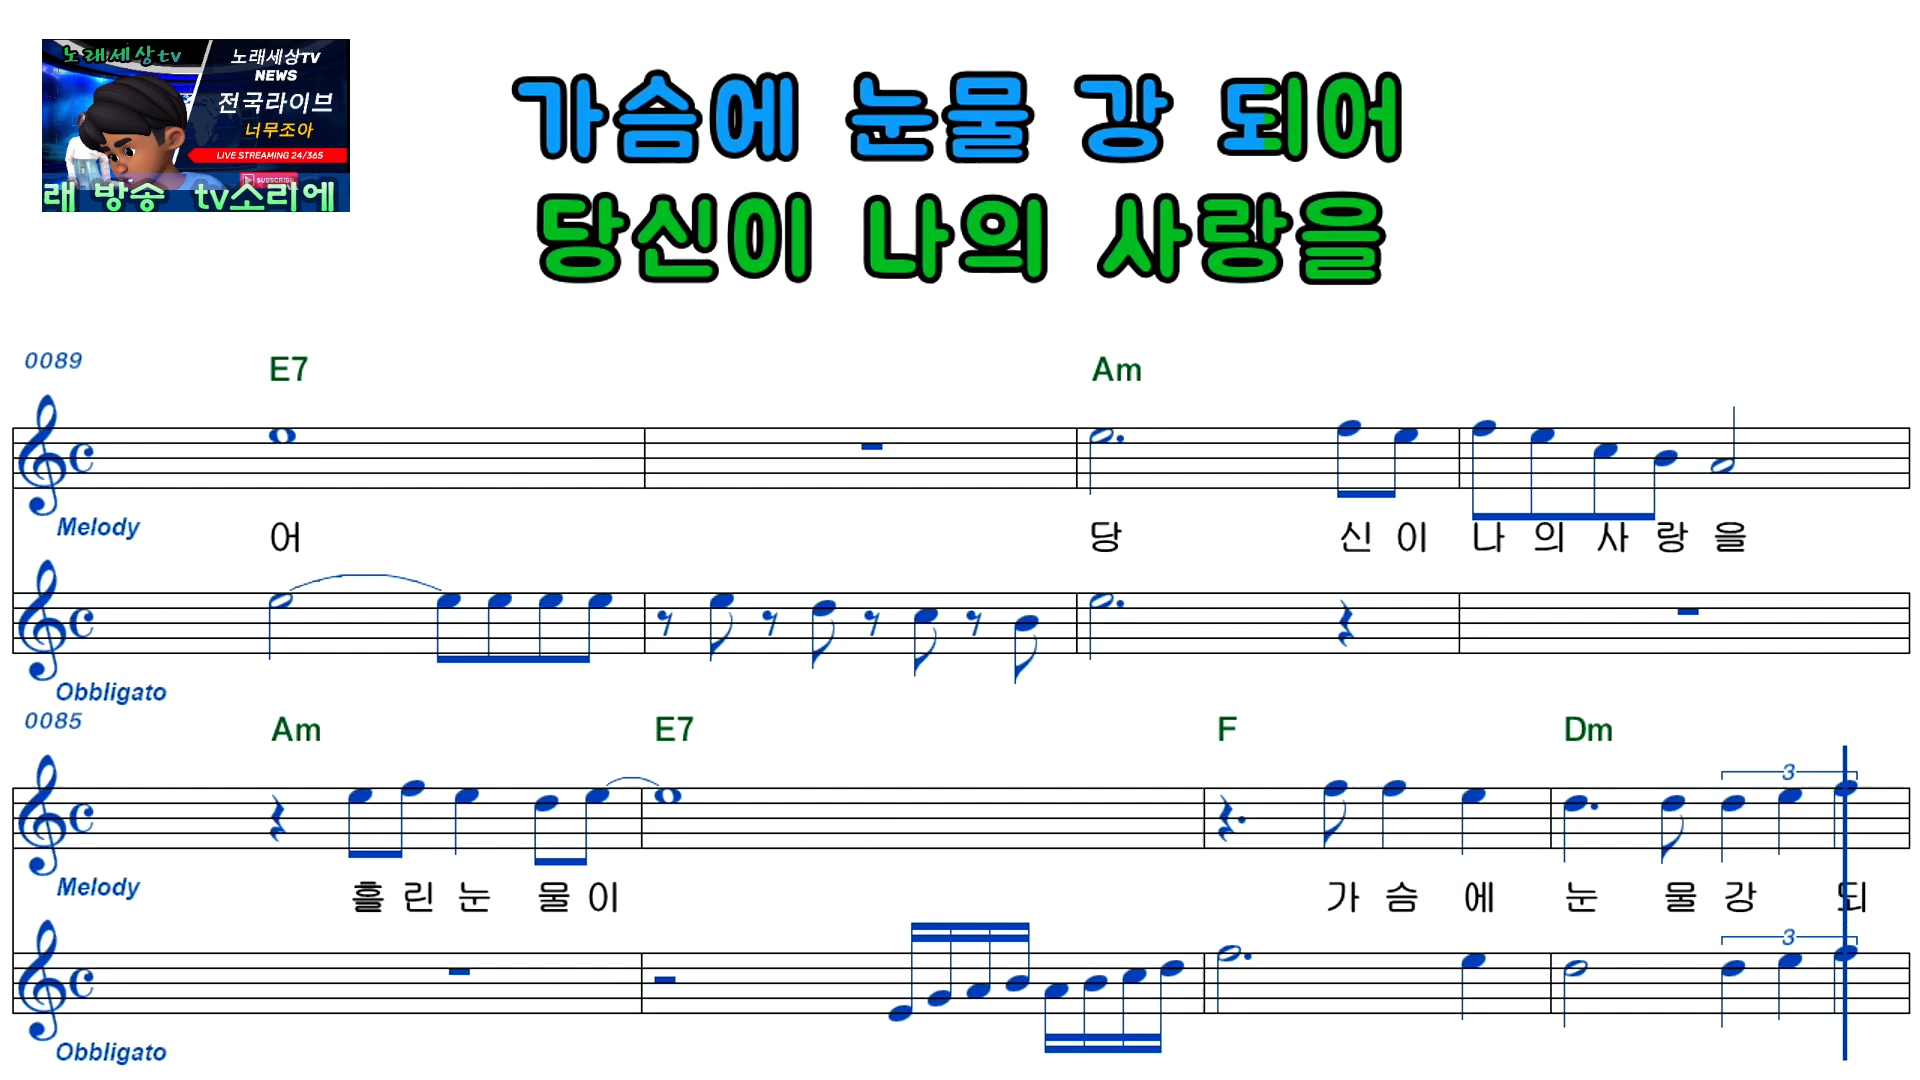 노래세상tv
노래세상TV
NEWS
전국라이브
너무조아
LIVE STREAMING 24/365
SUBSCRIBE
래 방송 tv소리에
가슴에 눈물 강 되어
당신이 나의 사랑을
0089
E7 Am
Melody
어 당 신 이 나 의 사 랑 을
Obbligato
0085
Am E7 F Dm
3
Melody
흘 린 눈 물 이 가 슴 에 눈 물 강 되
3
Obbligato